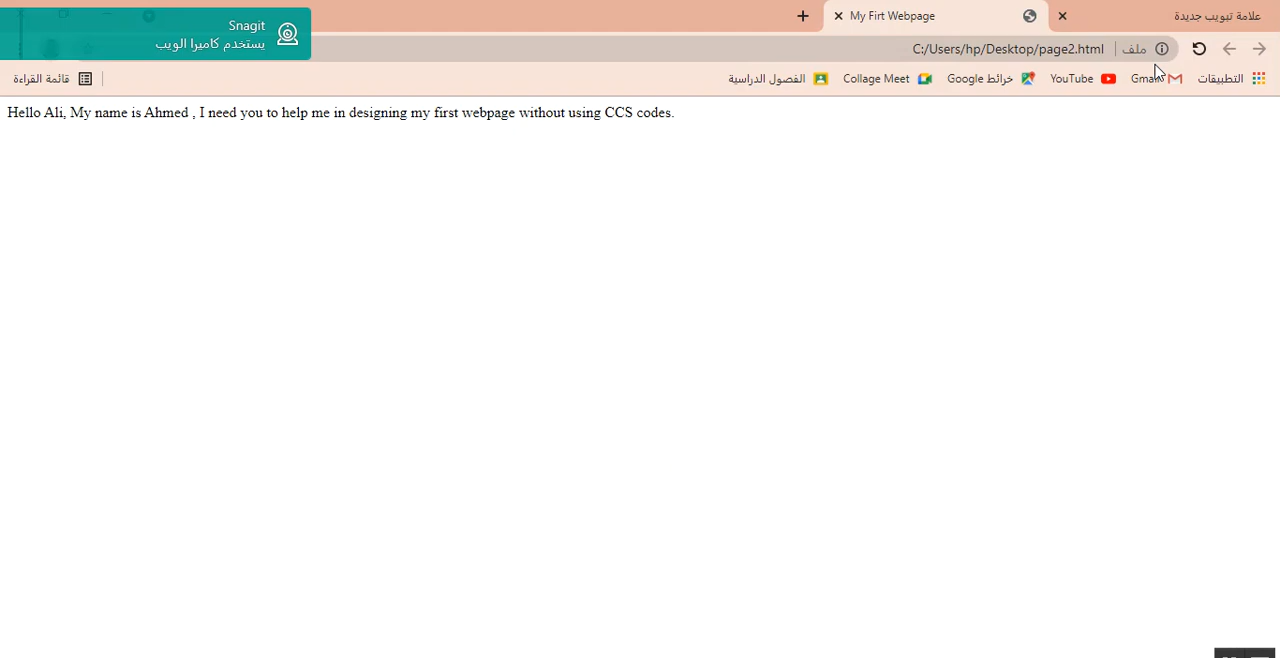 Snagit
يستخدم كاميرا الويب
My Firt Webpage
علامة تبويب جديدة
ملف
C:/Users/hp/Desktop/page2.html
التطبيقات
Gmail
YouTube
خرائط Google
Collage Meet
الفصول الدراسية
قائمة القراءة
Hello Ali, My name is Ahmed , I need you to help me in designing my first webpage without using CCS codes.